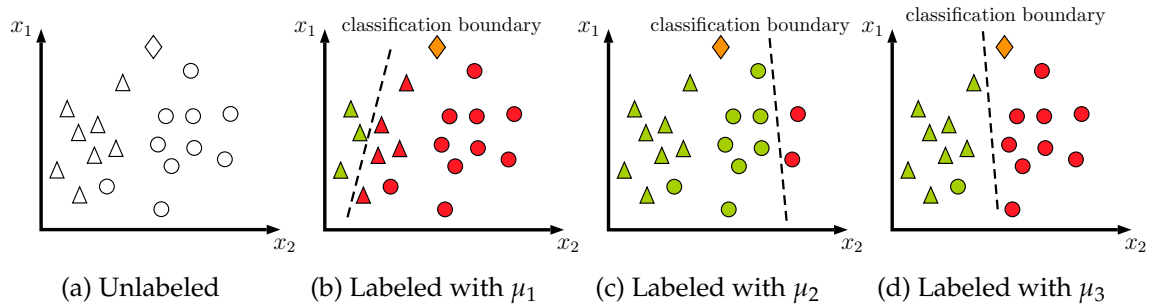 x₁
x₂
(a) Unlabeled
x₁
classification boundary
x₂
(b) Labeled with μ₁
x₁
classification boundary
x₂
(c) Labeled with μ₂
x₁
classification boundary
x₂
(d) Labeled with μ₃